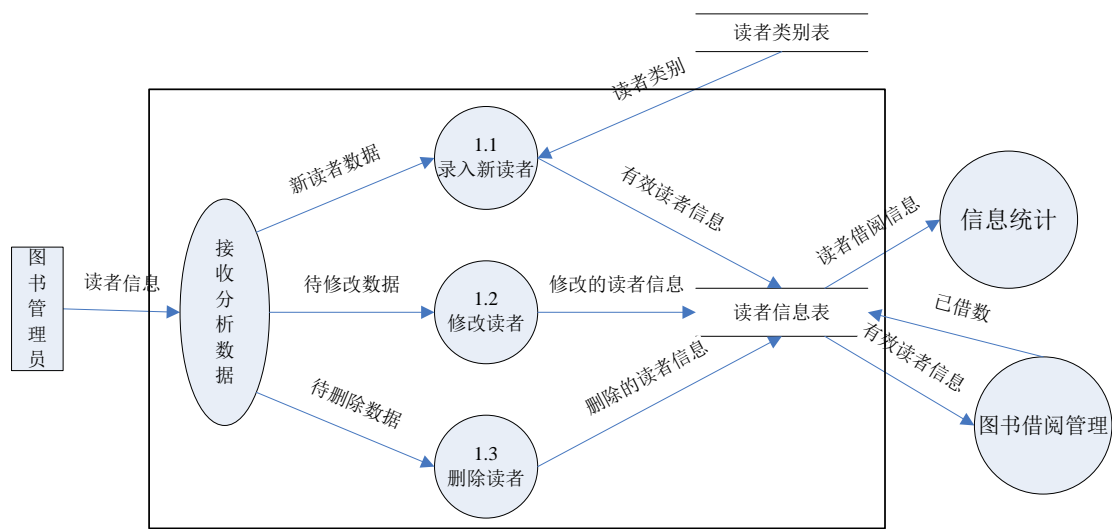 读者类别表
读者类别
1.1
录入新读者
新读者数据
有效读者信息
信息统计
读者借阅信息
图书管理员
读者信息
接收分析数据
待修改数据
1.2
修改读者
修改的读者信息
读者信息表
已借数
有效读者信息
待删除数据
删除的读者信息
图书借阅管理
1.3
删除读者